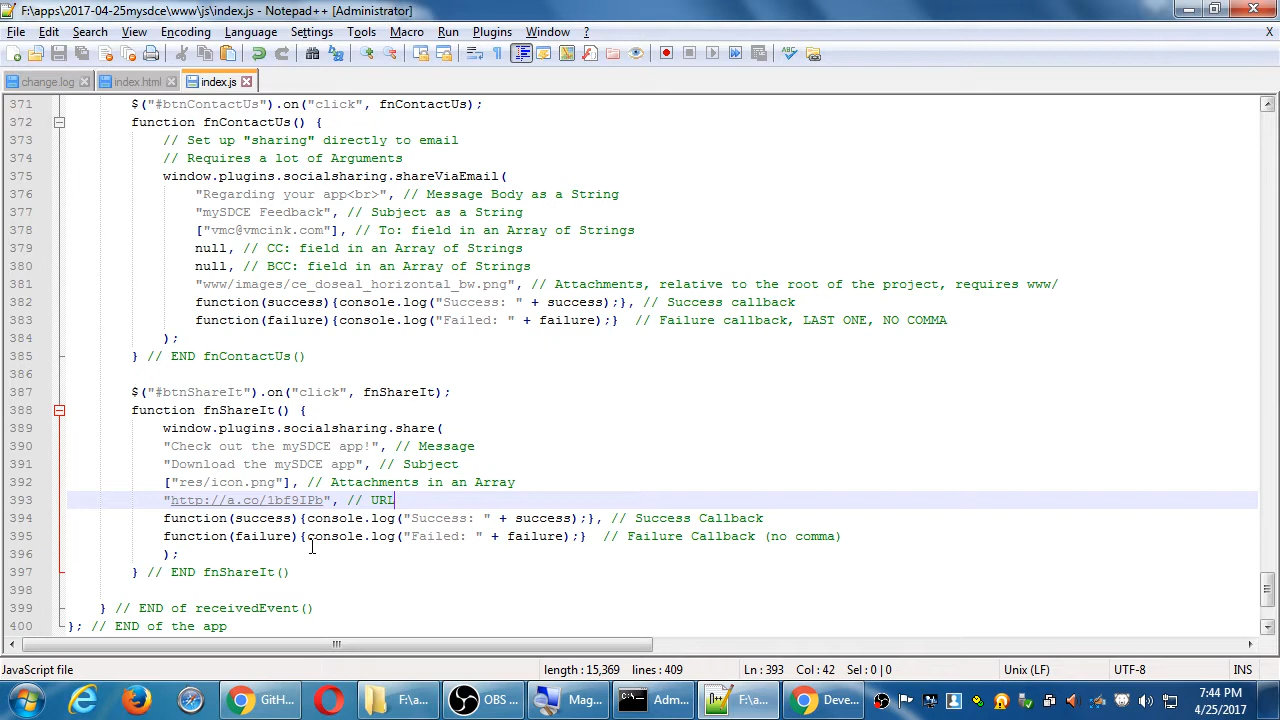 F:\apps\2017-04-25mysdce\www\js\index.js - Notepad++ [Administrator]
File Edit Search View Encoding Language Settings Tools Macro Run Plugins Window ? X
change.log index.html index.js
371 $("#btnContactUs").on("click", fnContactUs);
372 function fnContactUs() {
373 // Set up "sharing" directly to email
374 // Requires a lot of Arguments
375 window.plugins.socialsharing.shareViaEmail(
376 "Regarding your app<br>", // Message Body as a String
377 "mySDCE Feedback", // Subject as a String
378 ["vmc@vmcink.com"], // To: field in an Array of Strings
379 null, // CC: field in an Array of Strings
380 null, // BCC: field in an Array of Strings
381 "www/images/ce_doseal_horizontal_bw.png", // Attachments, relative to the root of the project, requires www/
382 function(success){console.log("Success: " + success);}, // Success callback
383 function(failure){console.log("Failed: " + failure);} // Failure callback, LAST ONE, NO COMMA
384 );
385 } // END fnContactUs()
386
387 $("#btnShareIt").on("click", fnShareIt);
388 function fnShareIt() {
389 window.plugins.socialsharing.share(
390 "Check out the mySDCE app!", // Message
391 "Download the mySDCE app", // Subject
392 ["res/icon.png"], // Attachments in an Array
393 "http://a.co/1bf9IPb", // URL
394 function(success){console.log("Success: " + success);}, // Success Callback
395 function(failure){console.log("Failed: " + failure);} // Failure Callback (no comma)
396 );
397 } // END fnShareIt()
398
399 } // END of receivedEvent()
400 }; // END of the app
JavaScript file length : 15,369 lines : 409 Ln : 393 Col : 42 Sel : 0 | 0 Unix (LF) UTF-8 INS
GitH... F:\a... OBS ... Mag... Adm... F:\a... Deve... 7:44 PM
4/25/2017